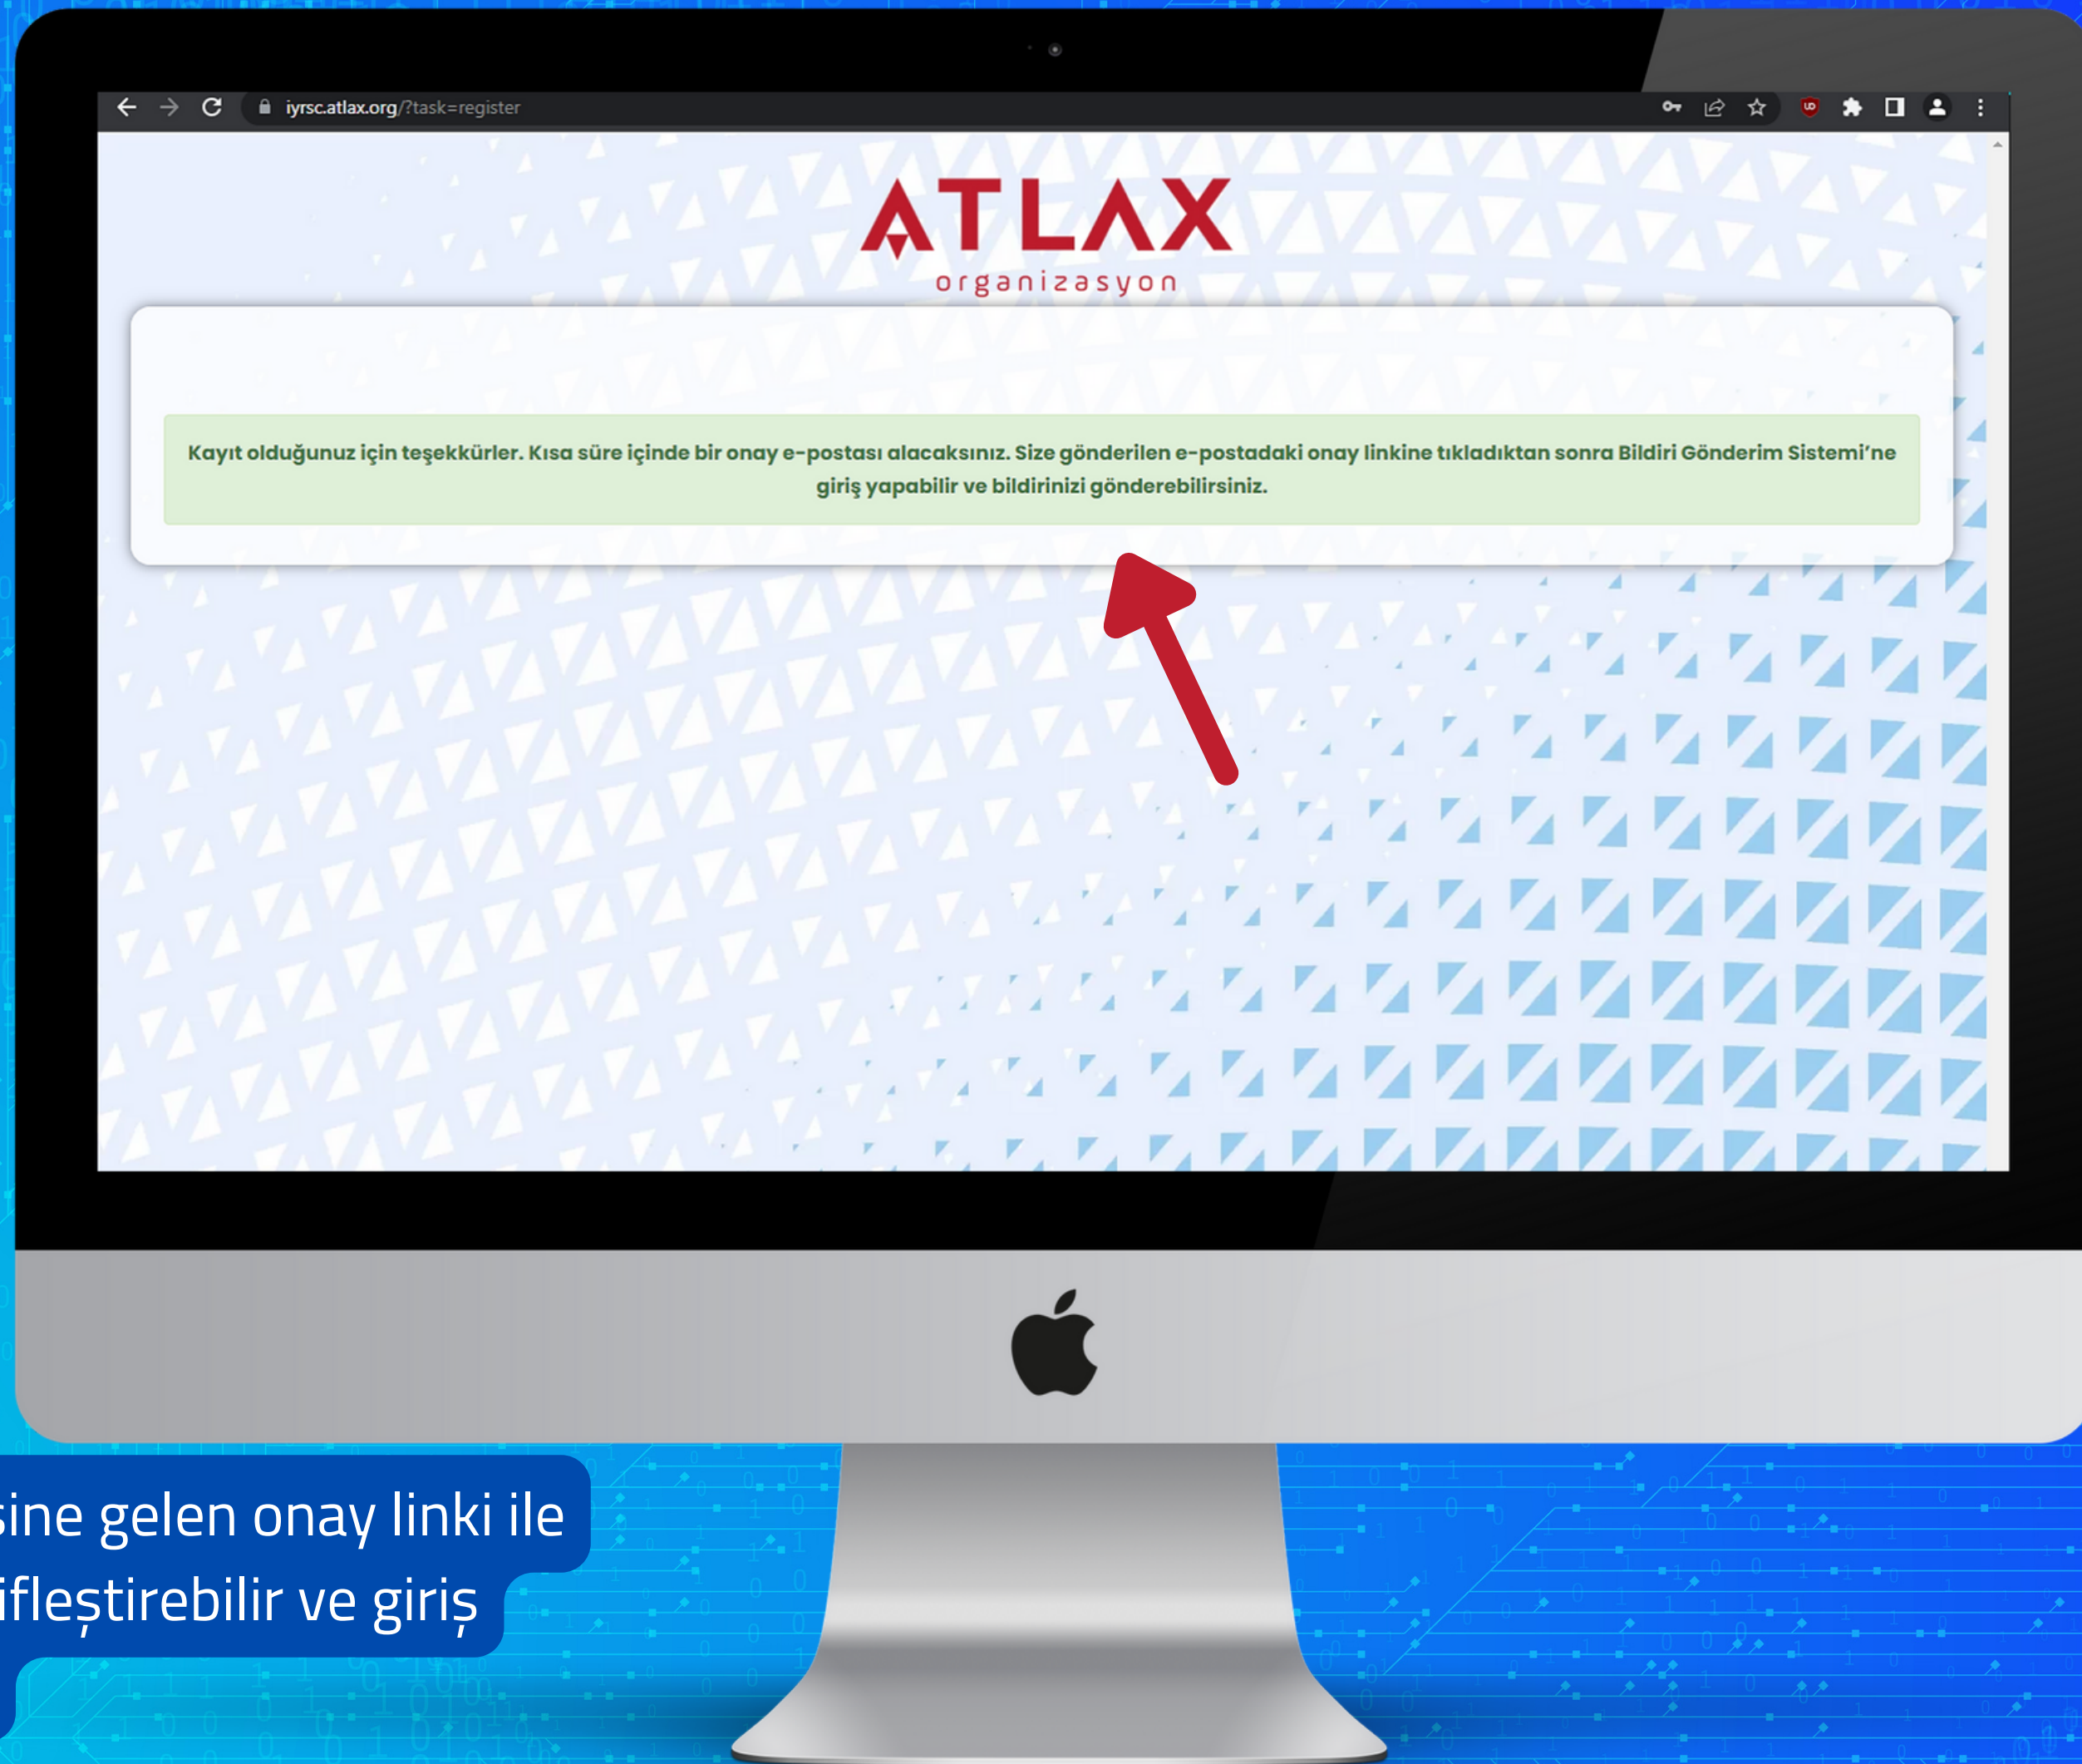 iyrsc.atlax.org/?task=register
ATLAX
organizasyon
Kayıt olduğunuz için teşekkürler. Kısa süre içinde bir onay e-postası alacaksınız. Size gönderilen e-postadaki onay linkine tıkladıktan sonra Bildiri Gönderim Sistemi’ne
giriş yapabilir ve bildirinizi gönderebilirsiniz.
gelen onay linki ile
ve giriş